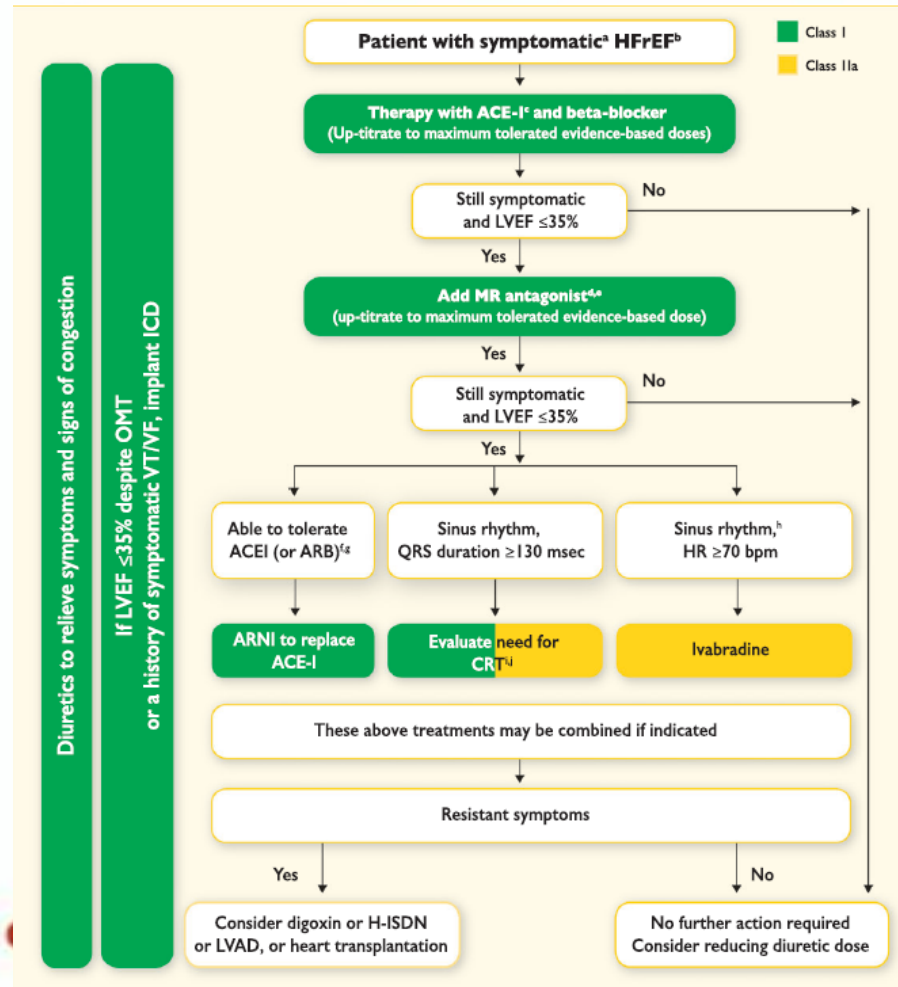 Patient with symptomaticᵃ HFrEFᵇ
Class I
Class IIa
Therapy with ACE-Iᶜ and beta-blocker
(Up-titrate to maximum tolerated evidence-based doses)
Still symptomatic
and LVEF ≤35%
No
Yes
Add MR antagonistᵈ,ᵉ
(up-titrate to maximum tolerated evidence-based dose)
Yes
Still symptomatic
and LVEF ≤35%
No
Yes
Able to tolerate
ACEI (or ARB)ᶠ,ᵍ
Sinus rhythm,
QRS duration ≥130 msec
Sinus rhythm,ʰ
HR ≥70 bpm
ARNI to replace
ACE-I
Evaluate need for
CRTⁱ,ʲ
Ivabradine
These above treatments may be combined if indicated
Resistant symptoms
Yes
No
Consider digoxin or H-ISDN
or LVAD, or heart transplantation
No further action required
Consider reducing diuretic dose
Diuretics to relieve symptoms and signs of congestion
If LVEF ≤35% despite OMT
or a history of symptomatic VT/VF, implant ICD